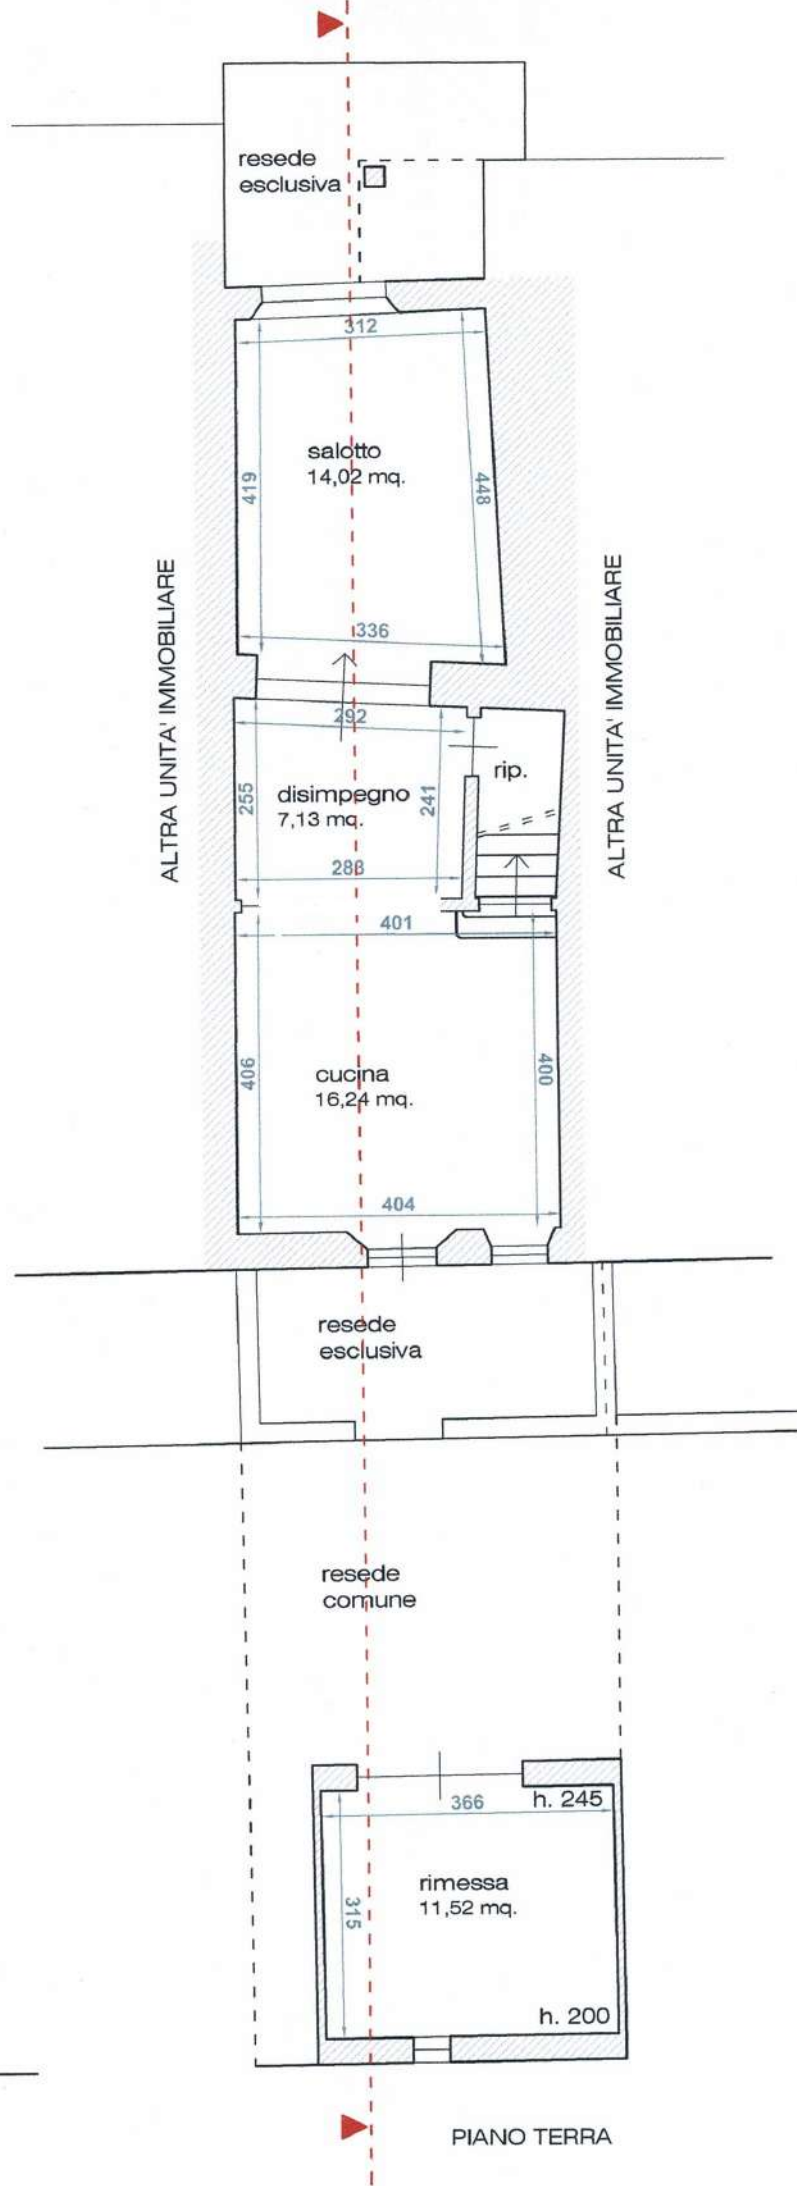 resede
esclusiva
312
salotto
14,02 mq.
419
448
336
ALTRA UNITA' IMMOBILIARE
ALTRA UNITA' IMMOBILIARE
292
rip.
disimpegno
7,13 mq.
255
241
288
401
cucina
16,24 mq.
406
400
404
resede
esclusiva
resede
comune
366
h. 245
rimessa
11,52 mq.
315
h. 200
PIANO TERRA